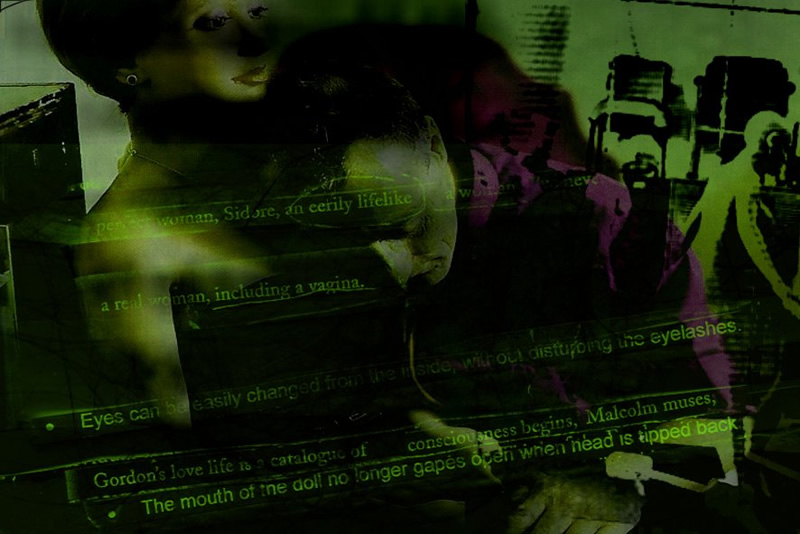 woman, Sidore, an eerily lifelike
a woman
new
a real woman, including a vagina.
Eyes can be easily changed from the inside, without disturbing the eyelashes.
consciousness begins, Malcolm muses,
Gordon's love life is a catalogue of
The mouth of the doll no longer gapes open when head is tipped back.